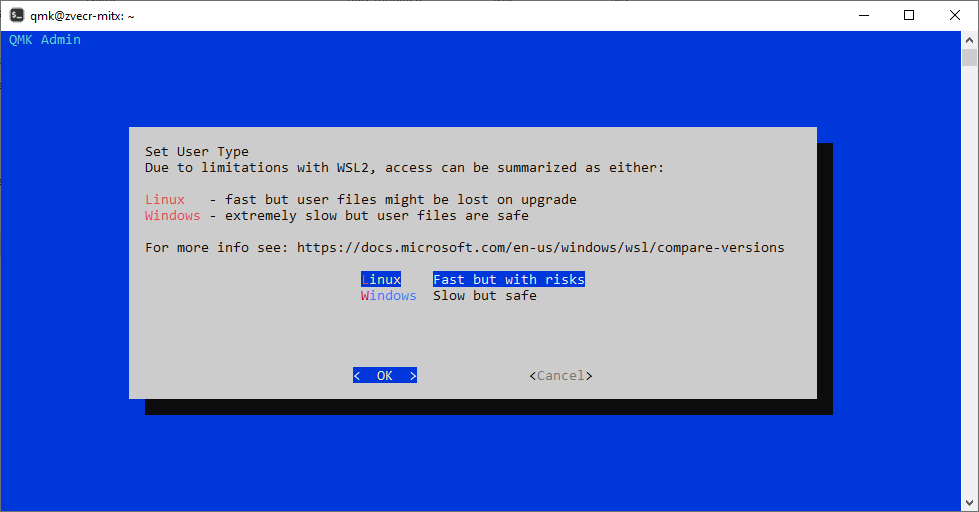 qmk@zvecr-mitx: ~
QMK Admin
Set User Type
Due to limitations with WSL2, access can be summarized as either:
Linux   - fast but user files might be lost on upgrade
Windows - extremely slow but user files are safe
For more info see: https://docs.microsoft.com/en-us/windows/wsl/compare-versions
Linux    Fast but with risks
Windows  Slow but safe
<  OK  >              <Cancel>